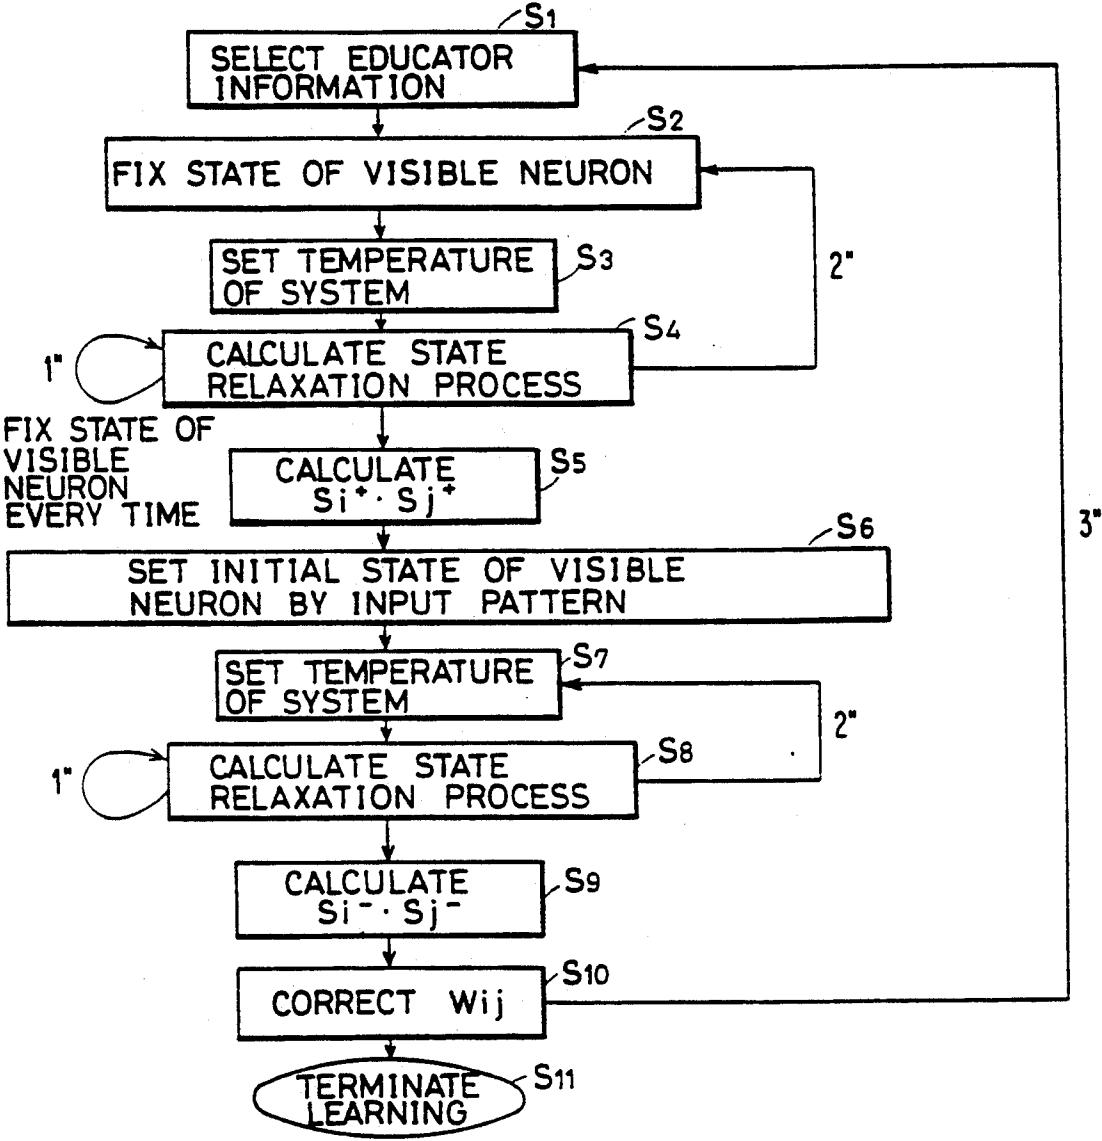 S1
SELECT EDUCATOR
INFORMATION
S2
FIX STATE OF VISIBLE NEURON
S3
SET TEMPERATURE
OF SYSTEM
2"
S4
1"
CALCULATE STATE
RELAXATION PROCESS
FIX STATE OF
VISIBLE
NEURON
EVERY TIME
S5
CALCULATE
Si⁺·Sj⁺
S6
3"
SET INITIAL STATE OF VISIBLE
NEURON BY INPUT PATTERN
S7
SET TEMPERATURE
OF SYSTEM
2"
S8
1"
CALCULATE STATE
RELAXATION PROCESS
S9
CALCULATE
Si⁻·Sj⁻
S10
CORRECT Wij
S11
TERMINATE
LEARNING